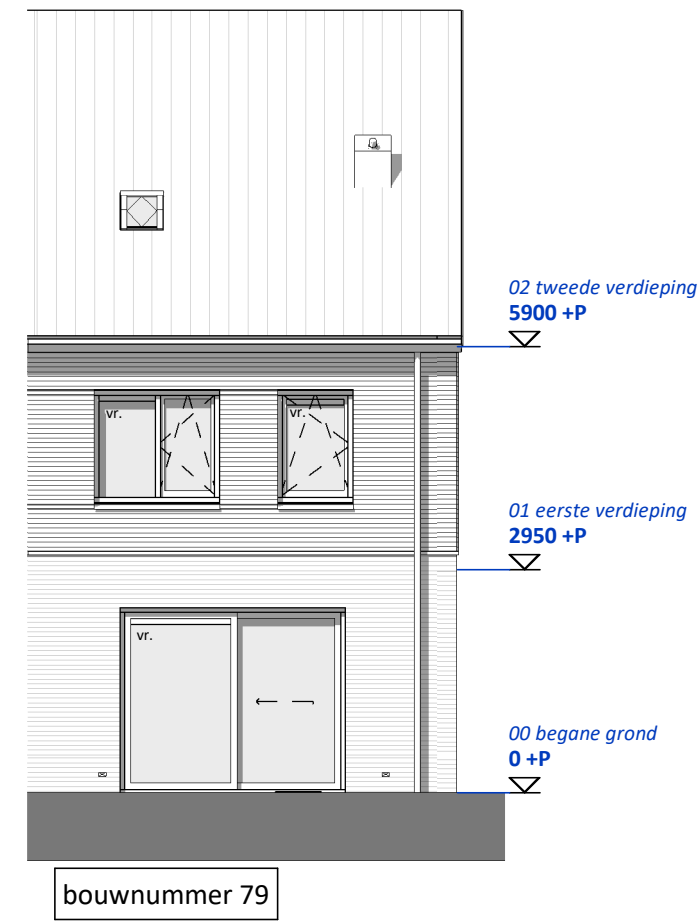 02 tweede verdieping
5900 +P
vr.
vr.
01 eerste verdieping
2950 +P
vr.
00 begane grond
0 +P
bouwnummer 79